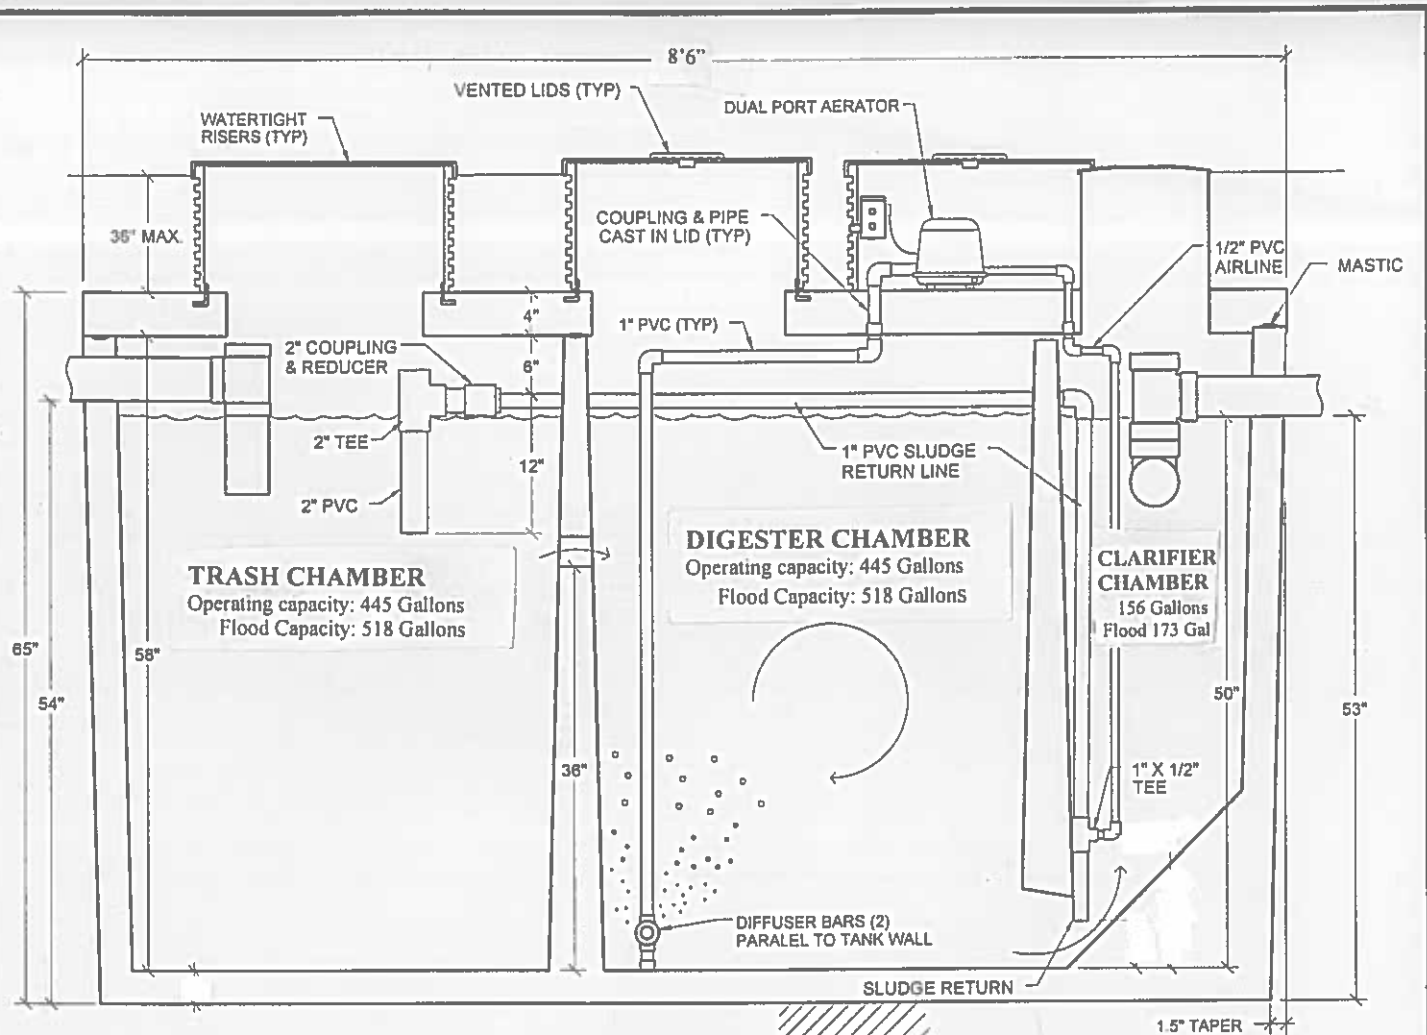 8'6"
VENTED LIDS (TYP)
DUAL PORT AERATOR
WATERTIGHT
RISERS (TYP)
COUPLING & PIPE
CAST IN LID (TYP)
36" MAX.
1/2" PVC
AIRLINE
MASTIC
4"
1" PVC (TYP)
2" COUPLING
& REDUCER
6"
2" TEE
12"
1" PVC SLUDGE
RETURN LINE
2" PVC
DIGESTER CHAMBER
Operating capacity: 445 Gallons
Flood Capacity: 518 Gallons
CLARIFIER
CHAMBER
156 Gallons
Flood 173 Gal
TRASH CHAMBER
Operating capacity: 445 Gallons
Flood Capacity: 518 Gallons
65"
58"
54"
50"
53"
36"
1" X 1/2"
TEE
DIFFUSER BARS (2)
PARALEL TO TANK WALL
SLUDGE RETURN
1.5" TAPER